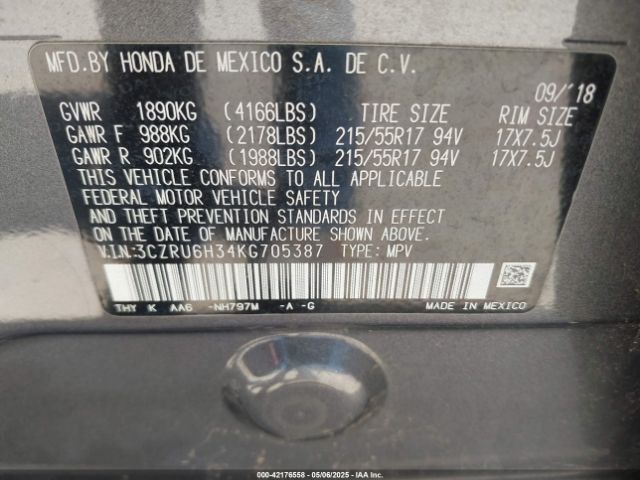 MFD.BY HONDA DE MEXICO S.A. DE C.V.
09/'18
GVWR 1890KG (4166LBS) TIRE SIZE RIM SIZE
GAWR F 988KG (2178LBS) 215/55R17 94V 17X7.5J
GAWR R 902KG (1988LBS) 215/55R17 94V 17X7.5J
THIS VEHICLE CONFORMS TO ALL APPLICABLE
FEDERAL MOTOR VEHICLE SAFETY
AND THEFT PREVENTION STANDARDS IN EFFECT
ON THE DATE OF MANUFACTURE SHOWN ABOVE.
V.I.N.:3CZRU6H34KG705387 TYPE: MPV
THY K AA6 -NH797M -A -G MADE IN MEXICO
000-42176558 - 05/06/2025 - IAA Inc.